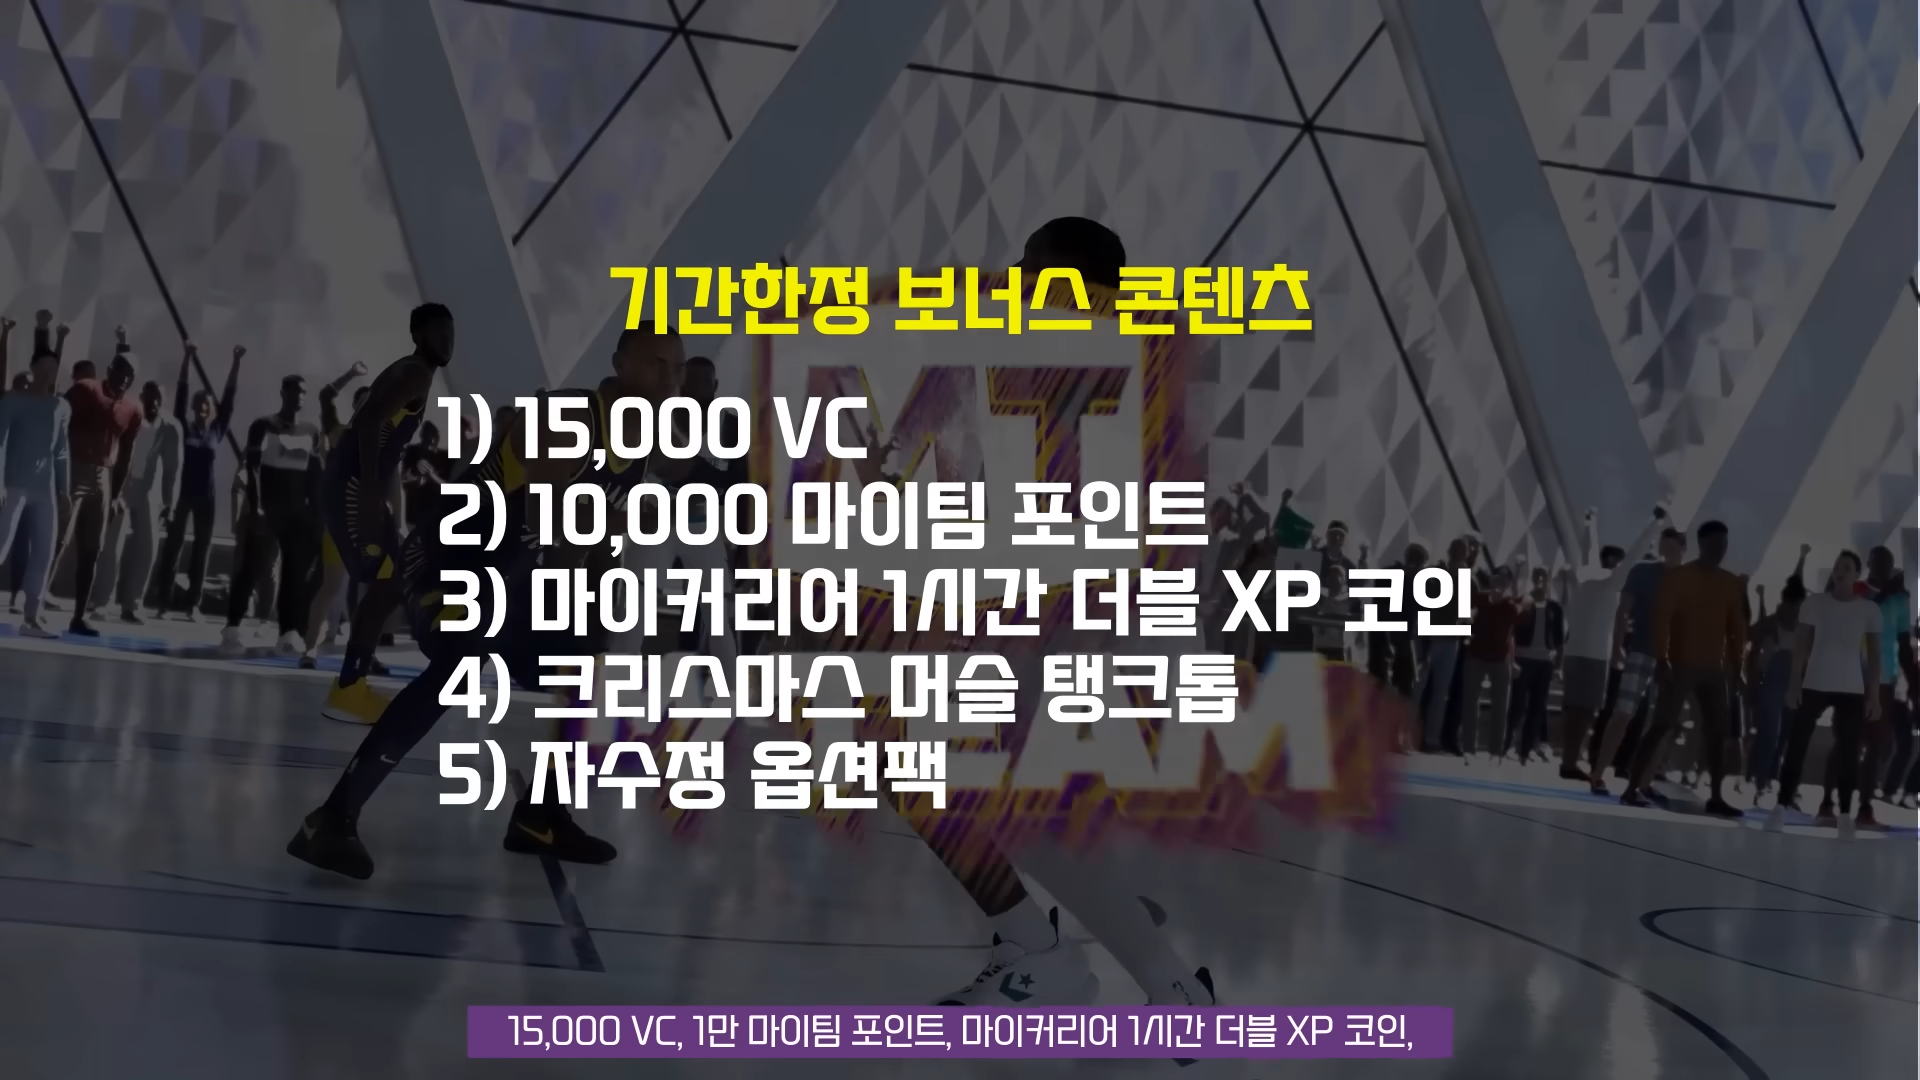 기간한정 보너스 콘텐츠
MT
1) 15,000 VC
2) 10,000 마이팀 포인트
3) 마이커리어 1시간 더블 XP 코인
4) 크리스마스 머슬 탱크톱
TEAM
5) 자수정 옵션팩
15,000 VC, 1만 마이팀 포인트, 마이커리어 1시간 더블 XP 코인,